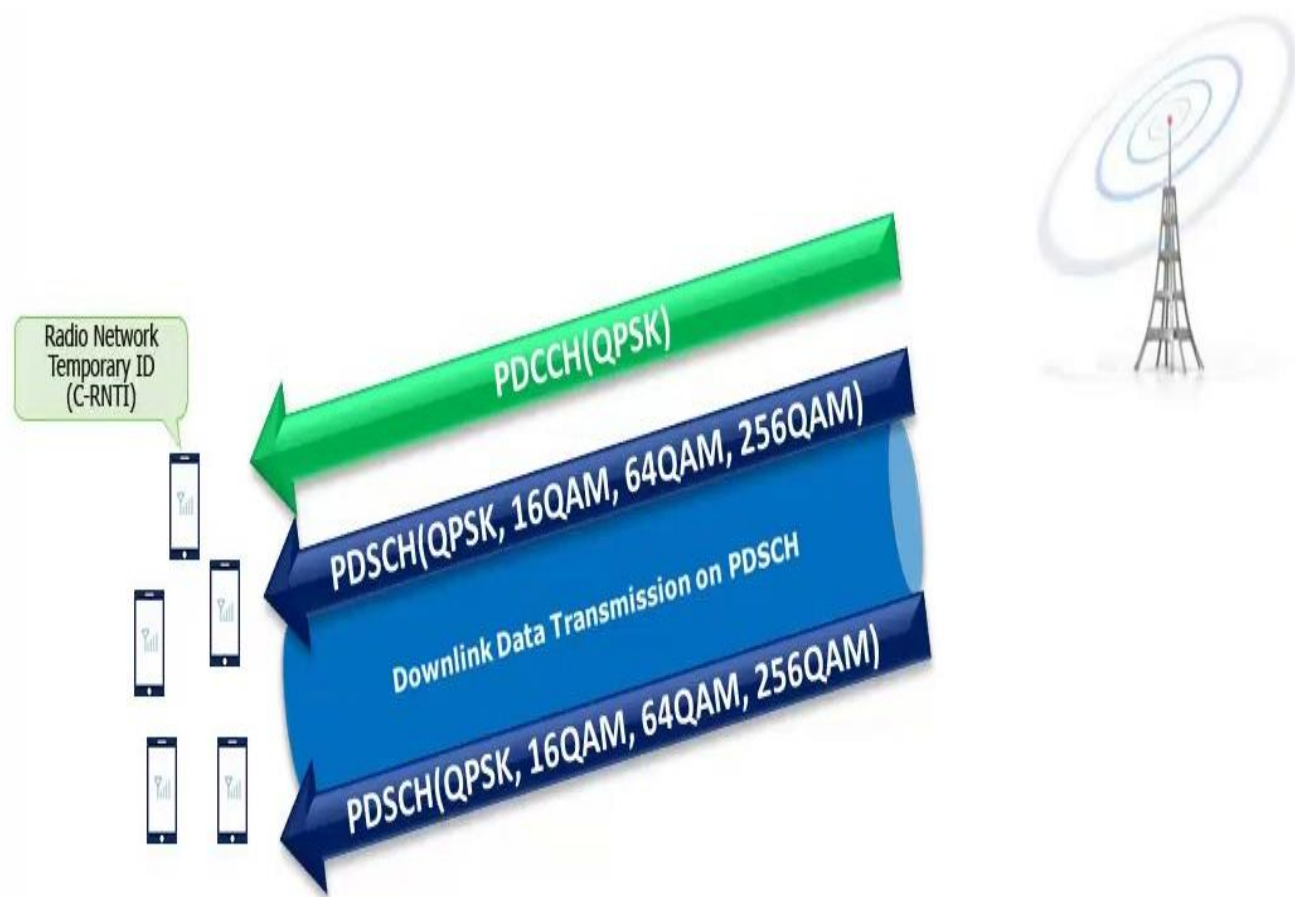 Radio Network
Temporary ID
(C-RNTI)
PDCCH(QPSK)
PDSCH(QPSK, 16QAM, 64QAM, 256QAM)
Downlink Data Transmission on PDSCH
PDSCH(QPSK, 16QAM, 64QAM, 256QAM)